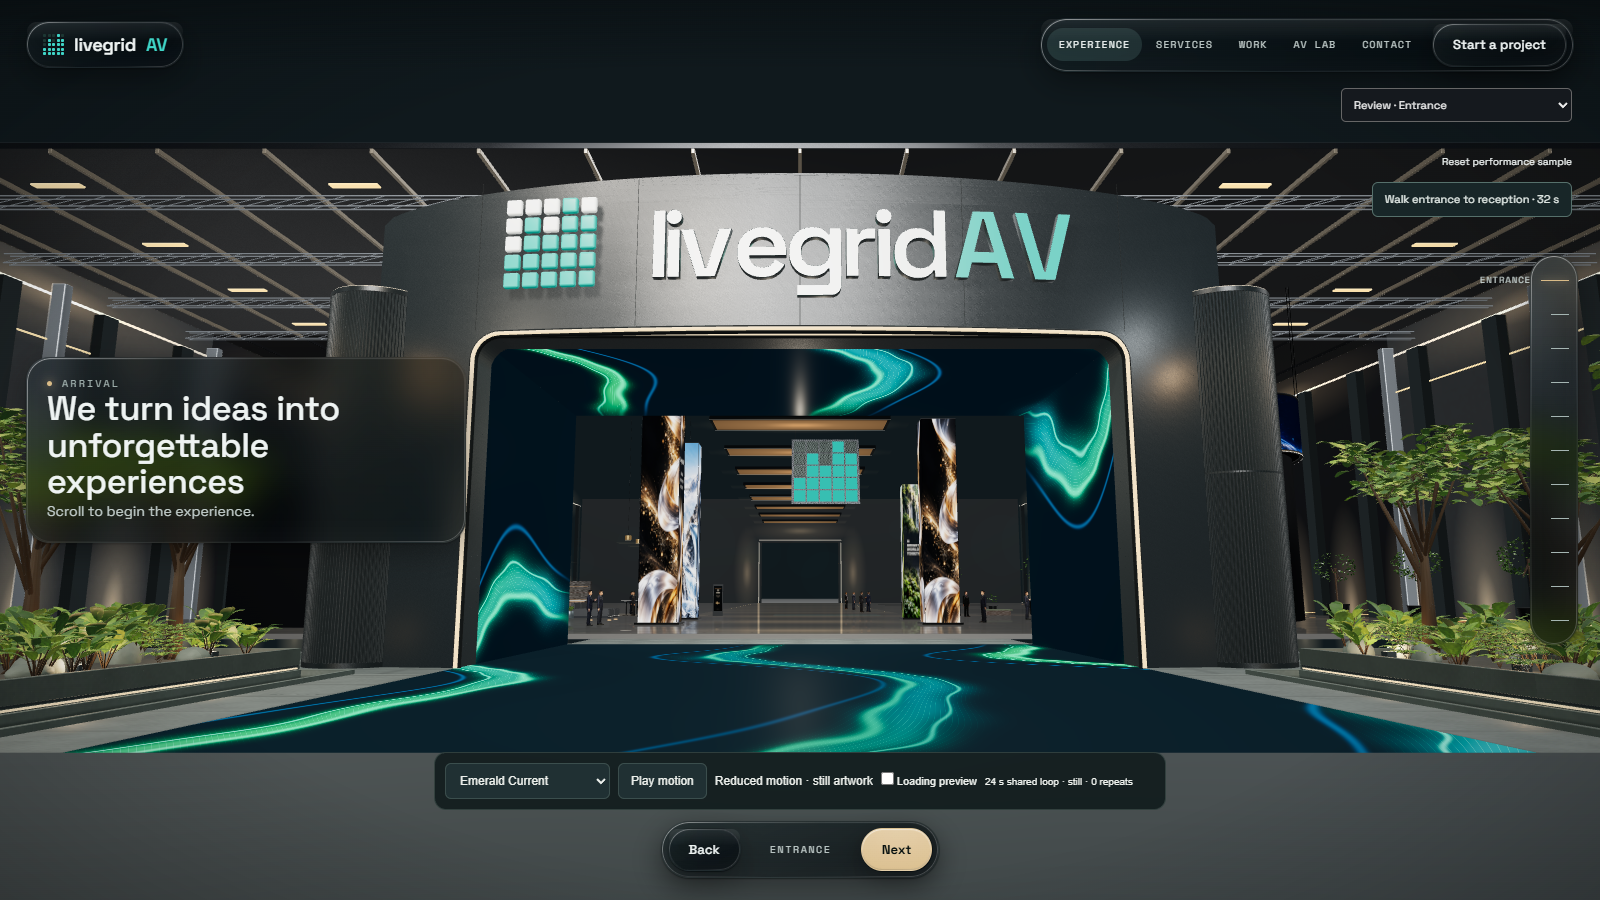 livegrid AV
EXPERIENCE
SERVICES
WORK
AV LAB
CONTACT
Start a project
Review · Entrance
Reset performance sample
Walk entrance to reception · 32 s
livegrid AV
ENTRANCE
ARRIVAL
We turn ideas into
unforgettable
experiences
Scroll to begin the experience.
Emerald Current
Play motion
Reduced motion · still artwork
Loading preview
24 s shared loop · still · 0 repeats
Back
ENTRANCE
Next